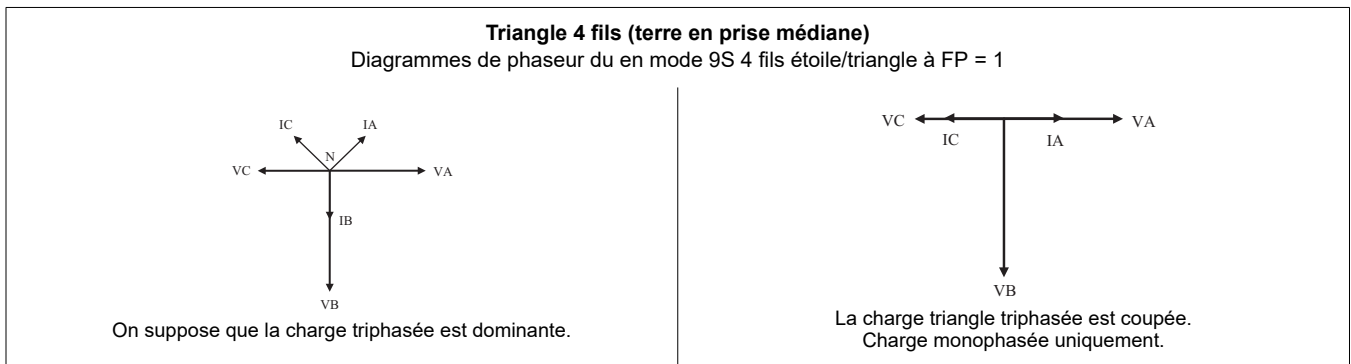 Triangle 4 fils (terre en prise médiane)
Diagrammes de phaseur du en mode 9S 4 fils étoile/triangle à FP = 1
IC
IA
N
VC
VA
IB
VB
On suppose que la charge triphasée est dominante.
VC
VA
IC
IA
VB
La charge triangle triphasée est coupée.
Charge monophasée uniquement.